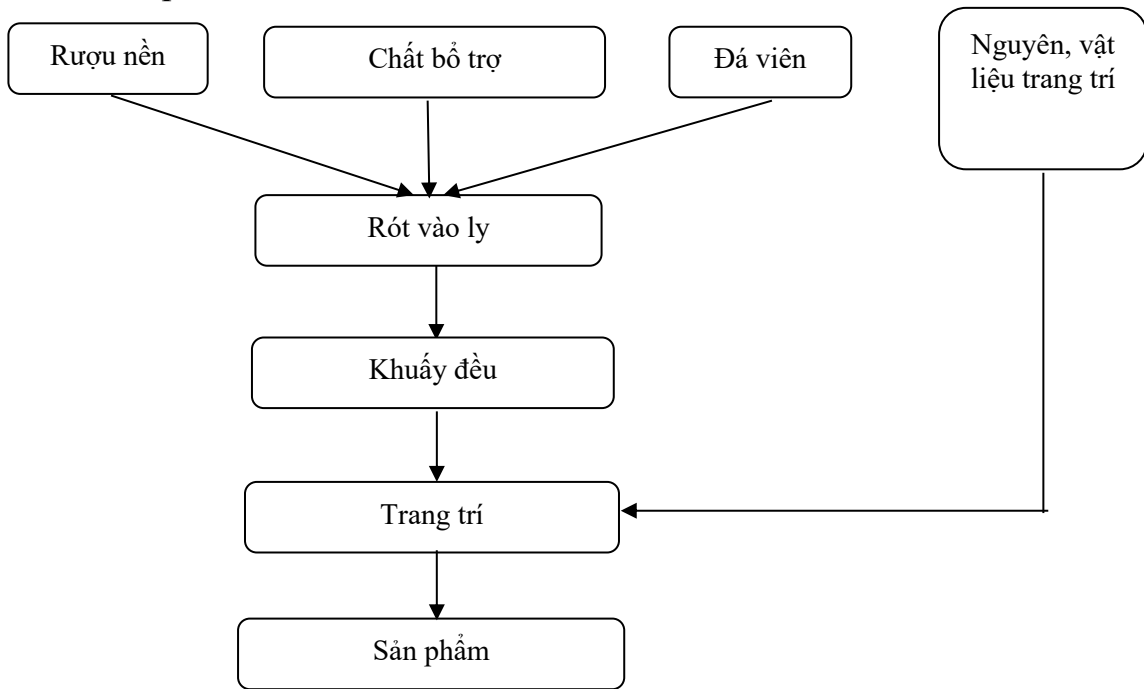 Rượu nền
Chất bổ trợ
Đá viên
Nguyên, vật
liệu trang trí
Rót vào ly
Khuấy đều
Trang trí
Sản phẩm